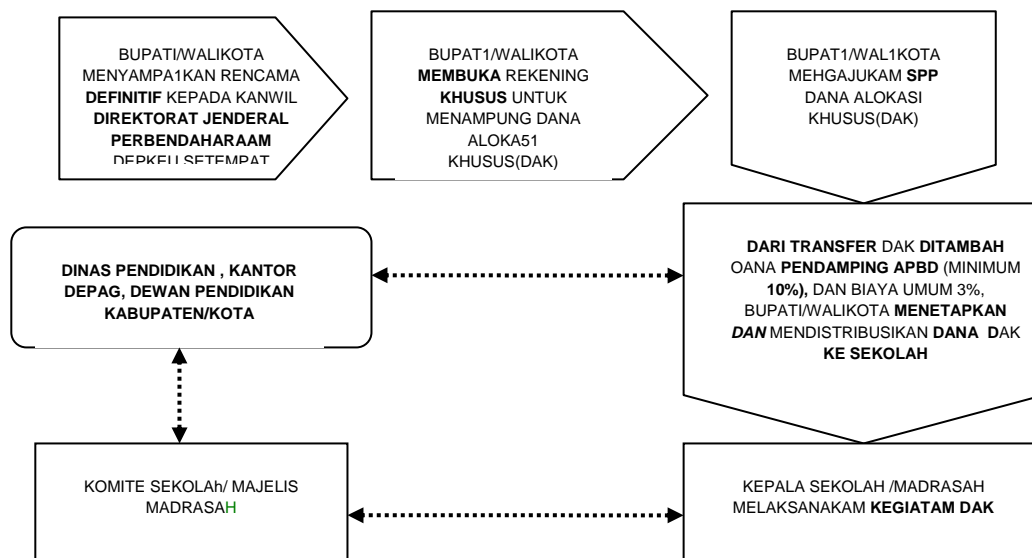 BUPATI/WALIKOTA
MENYAMPA1KAN RENCAMA
DEFINITIF KEPADA KANWIL
DIREKTORAT JENDERAL
PERBENDAHARAAM
DEPKEU SETEMPAT
BUPAT1/WALIKOTA
MEMBUKA REKENING
KHUSUS UNTUK
MENAMPUNG DANA
ALOKA51
KHUSUS(DAK)
BUPAT1/WAL1KOTA
MEHGAJUKAM SPP
DANA ALOKASI
KHUSUS(DAK)
DINAS PENDIDIKAN , KANTOR
DEPAG, DEWAN PENDIDIKAN
KABUPATEN/KOTA
DARI TRANSFER DAK DITAMBAH
OANA PENDAMPING APBD (MINIMUM
10%), DAN BIAYA UMUM 3%,
BUPATI/WALIKOTA MENETAPKAN
DAN MENDISTRIBUSIKAN DANA DAK
KE SEKOLAH
KOMITE SEKOLAh/ MAJELIS
MADRASAH
KEPALA SEKOLAH /MADRASAH
MELAKSANAKAM KEGIATAM DAK